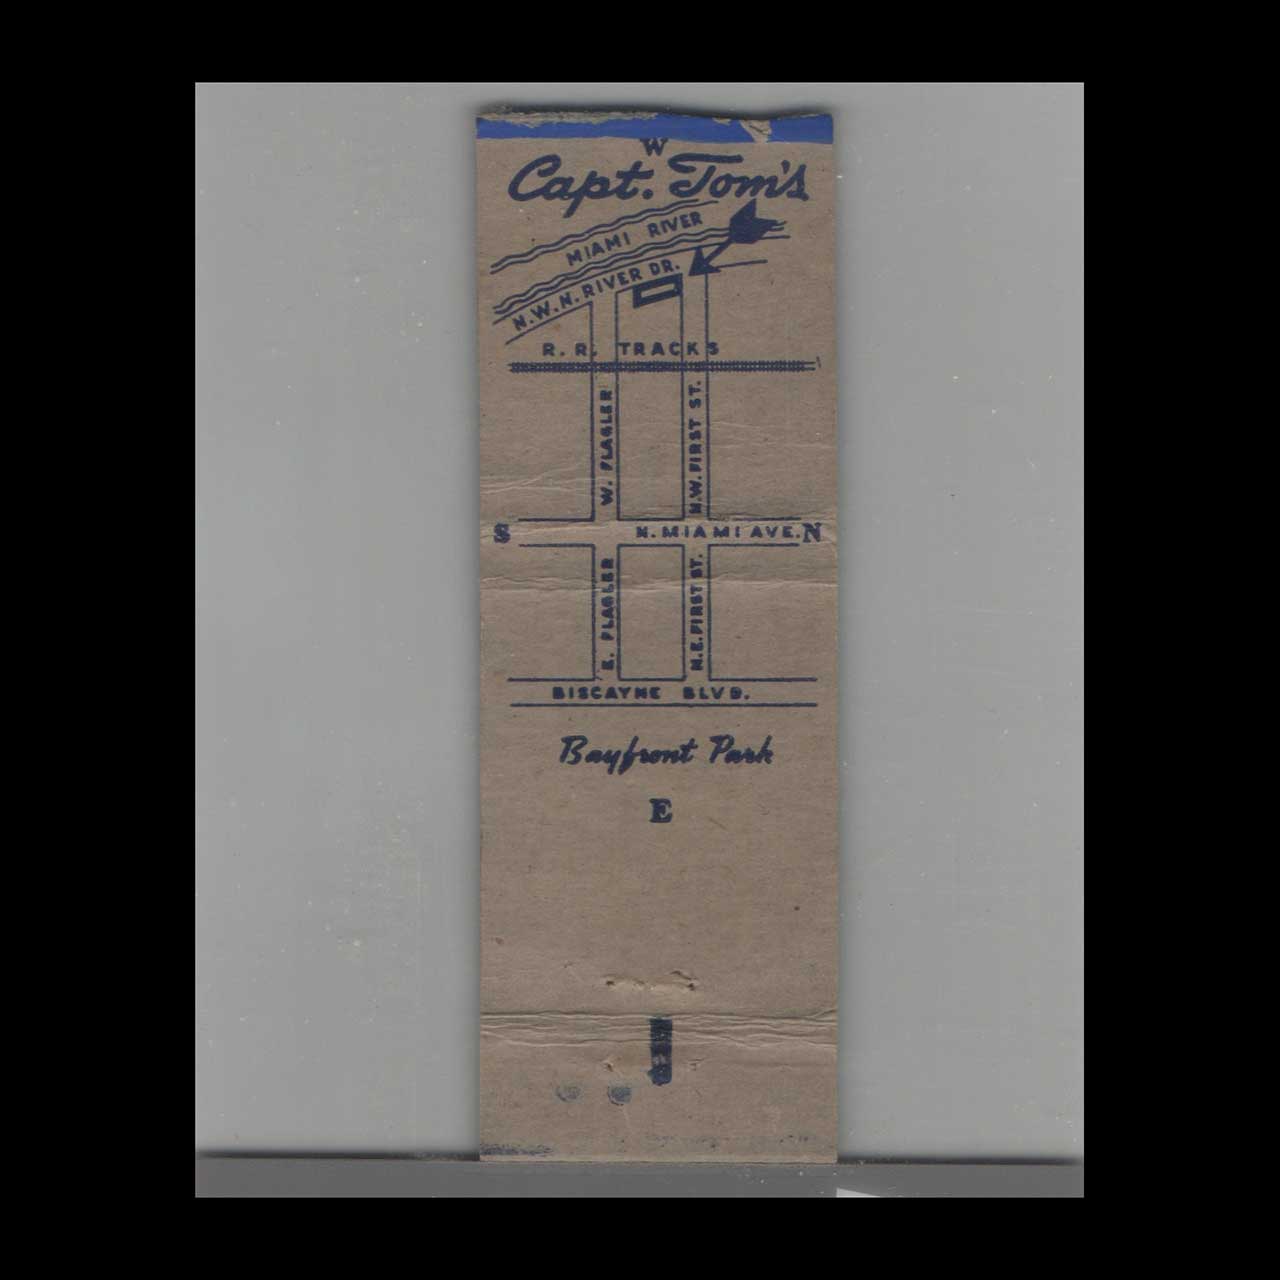 W
Capt. Tom's
MIAMI RIVER
N.W.N. RIVER DR.
R. R. TRACKS
W. FLAGLER
N.W. FIRST ST.
S
N. MIAMI AVE.
N
E. FLAGLER
N.E. FIRST ST.
BISCAYNE BLVD.
Bayfront Park
E